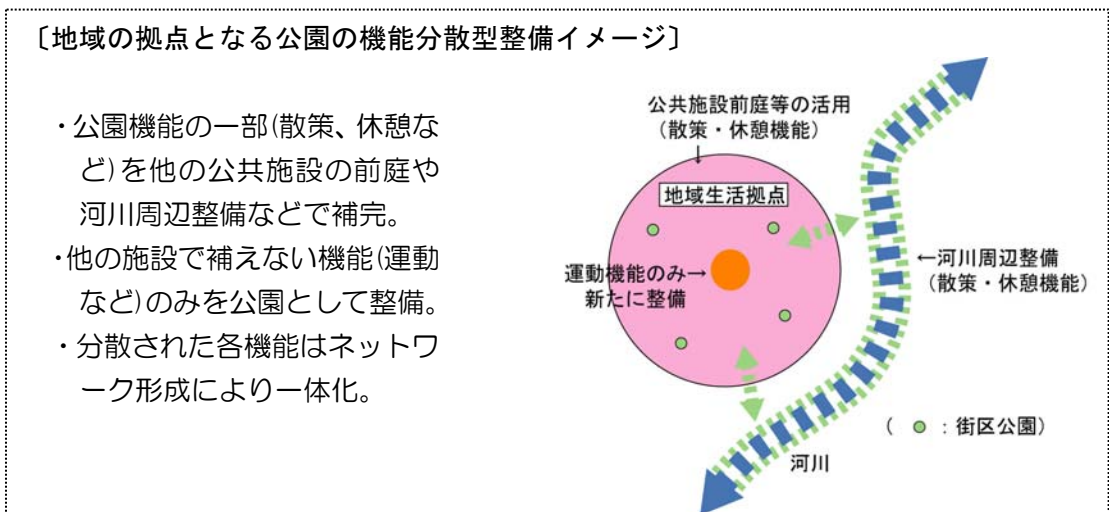 〔地域の拠点となる公園の機能分散型整備イメージ〕
・公園機能の一部(散策、休憩な
ど)を他の公共施設の前庭や
河川周辺整備などで補完。
・他の施設で補えない機能(運動
など)のみを公園として整備。
・分散された各機能はネットワ
ーク形成により一体化。
公共施設前庭等の活用
(散策・休憩機能)
↓
地域生活拠点
運動機能のみ→
新たに整備
←河川周辺整備
(散策・休憩機能)
( ○ :街区公園)
河川